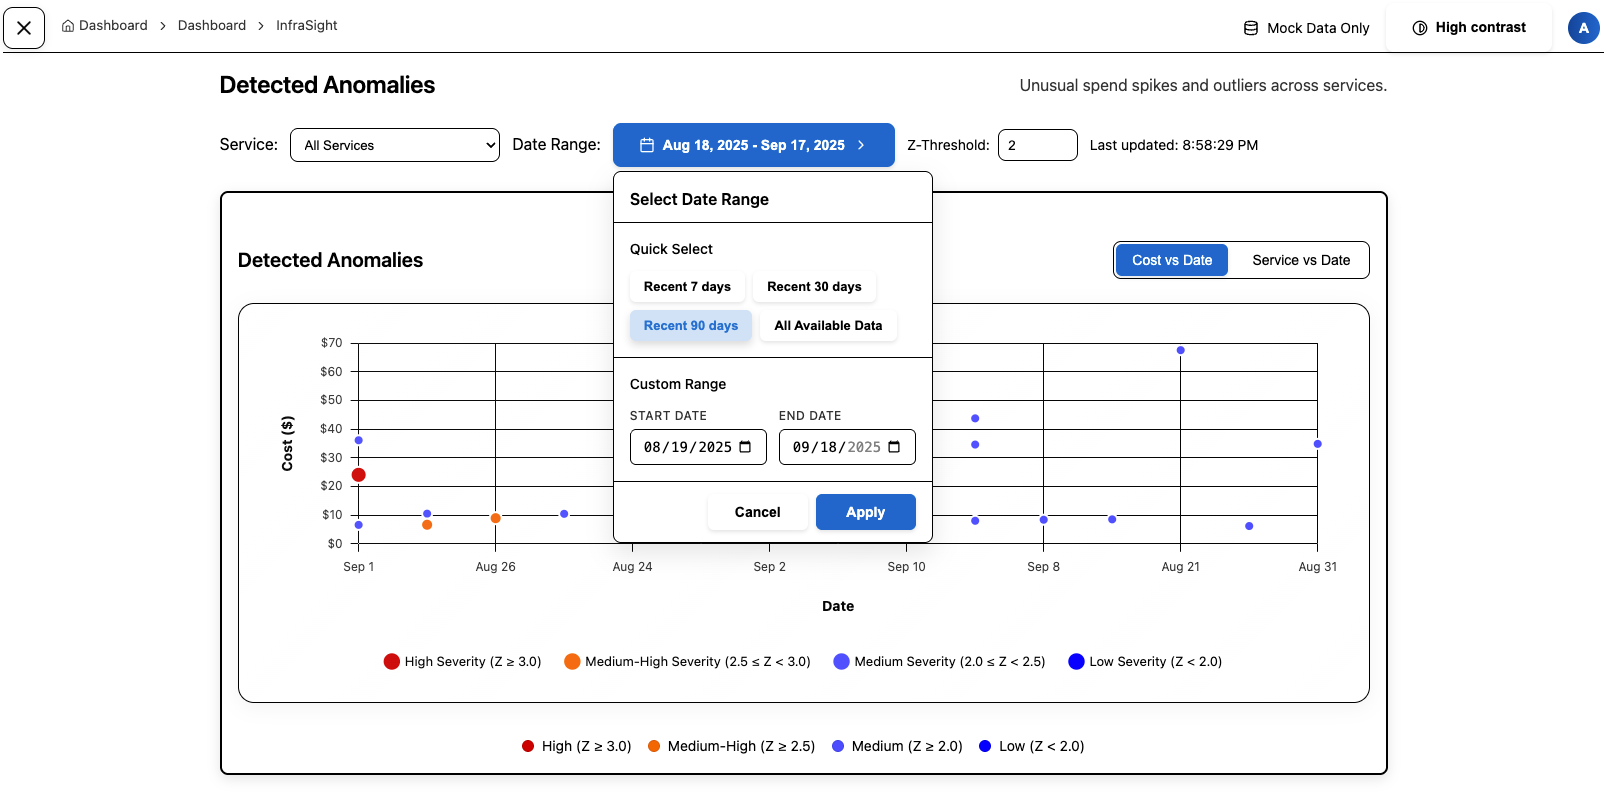 Dashboard > Dashboard > InfraSight
Mock Data Only
High contrast
A
Detected Anomalies
Unusual spend spikes and outliers across services.
Service:
All Services
Date Range:
Aug 18, 2025 - Sep 17, 2025
Z-Threshold:
2
Last updated: 8:58:29 PM
Select Date Range
Quick Select
Recent 7 days
Recent 30 days
Recent 90 days
All Available Data
Custom Range
START DATE
END DATE
08/19/2025
09/18/2025
Cancel
Apply
Detected Anomalies
Cost vs Date
Service vs Date
Cost ($)
$70
$60
$50
$40
$30
$20
$10
$0
Sep 1
Aug 26
Aug 24
Sep 2
Sep 10
Sep 8
Aug 21
Aug 31
Date
High Severity (Z ≥ 3.0)
Medium-High Severity (2.5 ≤ Z < 3.0)
Medium Severity (2.0 ≤ Z < 2.5)
Low Severity (Z < 2.0)
High (Z ≥ 3.0)
Medium-High (Z ≥ 2.5)
Medium (Z ≥ 2.0)
Low (Z < 2.0)